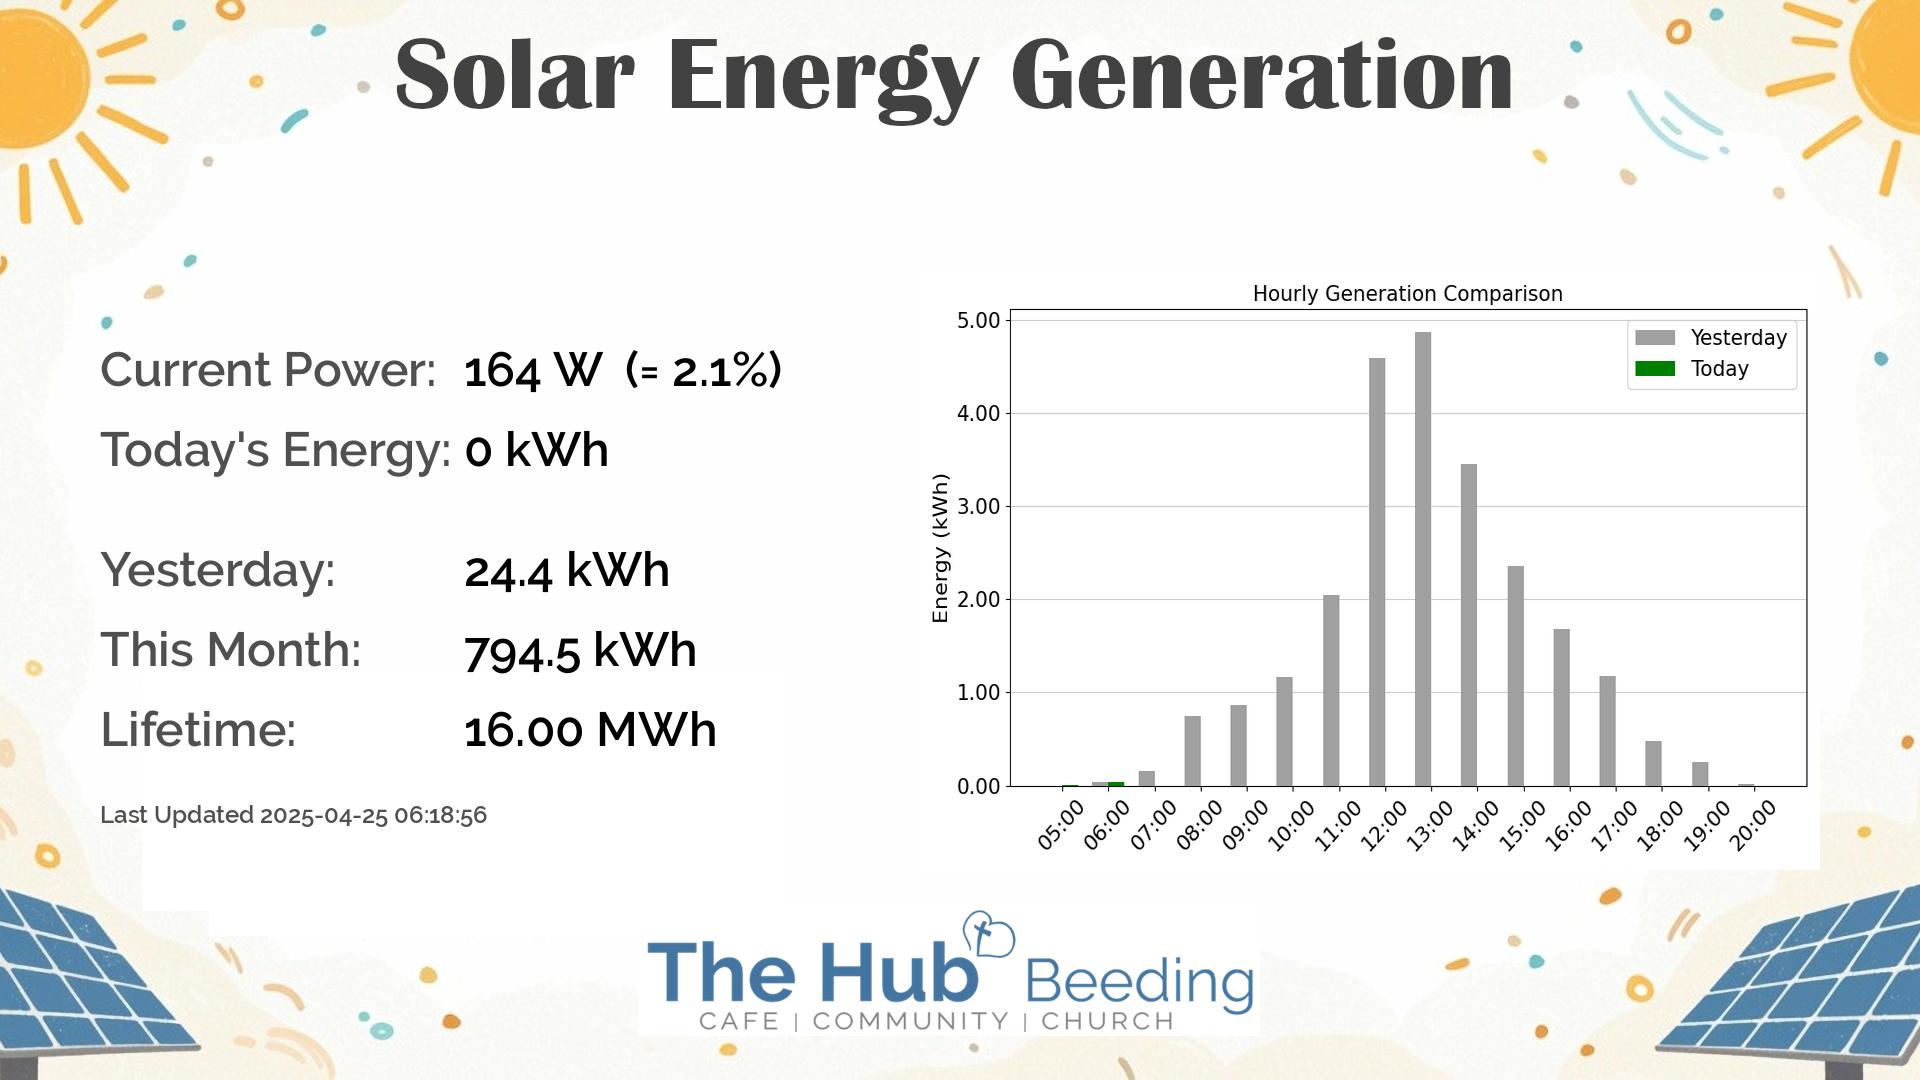 Solar Energy Generation
Current Power: 164 W (= 2.1%)
Today's Energy: 0 kWh
Yesterday: 24.4 kWh
This Month: 794.5 kWh
Lifetime: 16.00 MWh
Last Updated 2025-04-25 06:18:56
Hourly Generation Comparison
Energy (kWh)
5.00
4.00
3.00
2.00
1.00
0.00
Yesterday
Today
05:00 06:00 07:00 08:00 09:00 10:00 11:00 12:00 13:00 14:00 15:00 16:00 17:00 18:00 19:00 20:00
The Hub Beeding
CAFE | COMMUNITY | CHURCH